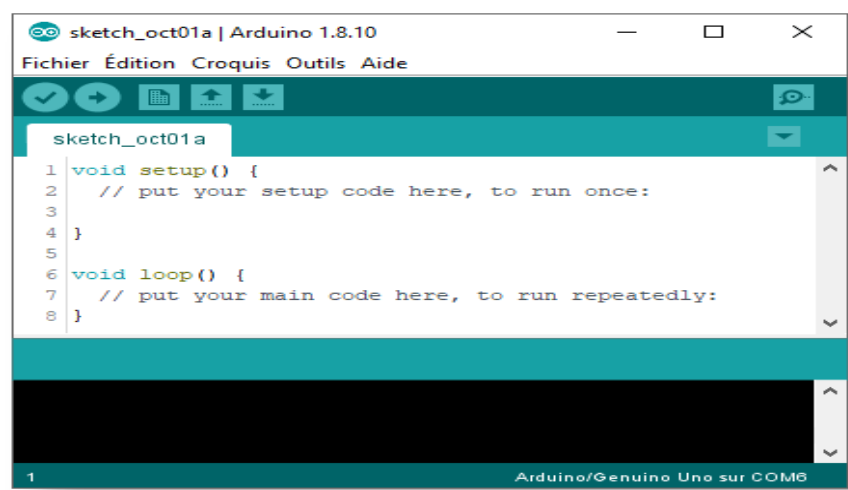 sketch_oct01a | Arduino 1.8.10
Fichier Édition Croquis Outils Aide
sketch_oct01a
1 void setup() {
2   // put your setup code here, to run once:
3
4 }
5
6 void loop() {
7   // put your main code here, to run repeatedly:
8 }
1 Arduino/Genuino Uno sur COM6